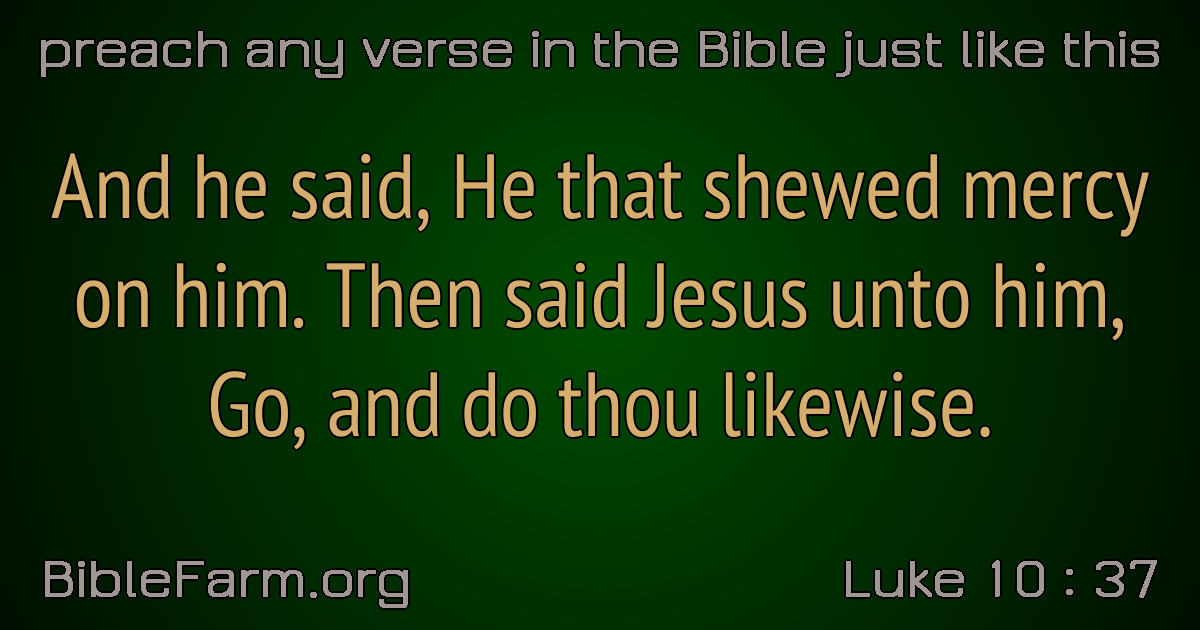 preach any verse in the Bible just like this
And he said, He that shewed mercy
on him. Then said Jesus unto him,
Go, and do thou likewise.
BibleFarm.org
Luke 10 : 37